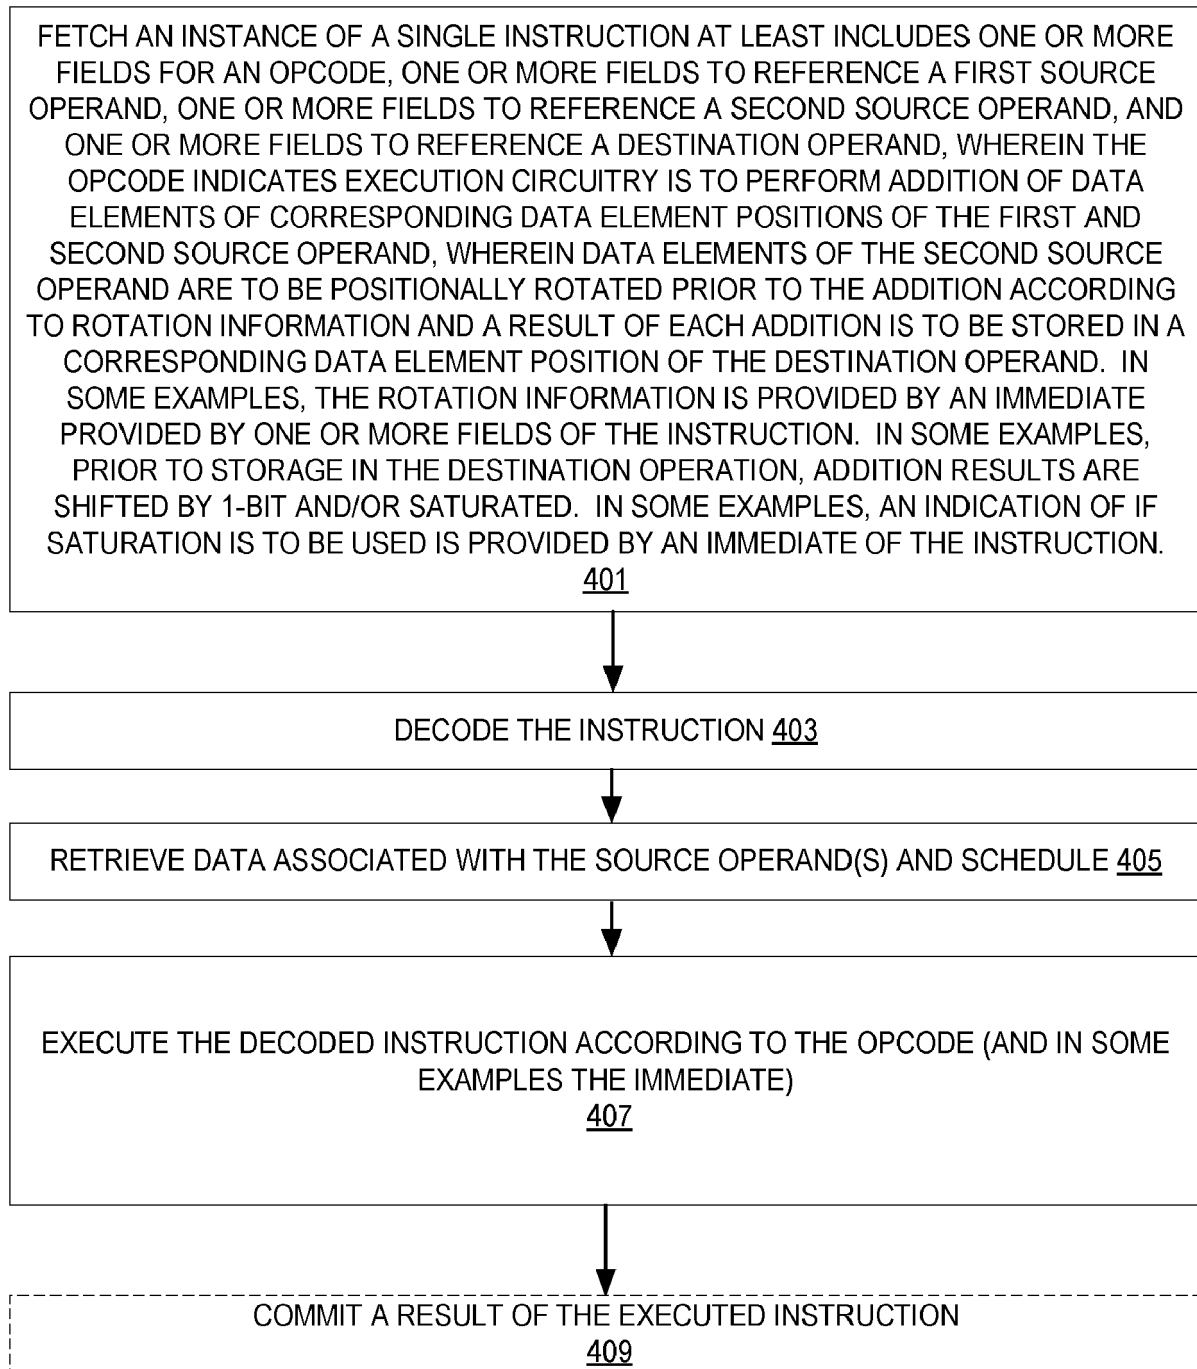 FETCH AN INSTANCE OF A SINGLE INSTRUCTION AT LEAST INCLUDES ONE OR MORE
FIELDS FOR AN OPCODE, ONE OR MORE FIELDS TO REFERENCE A FIRST SOURCE
OPERAND, ONE OR MORE FIELDS TO REFERENCE A SECOND SOURCE OPERAND, AND
ONE OR MORE FIELDS TO REFERENCE A DESTINATION OPERAND, WHEREIN THE
OPCODE INDICATES EXECUTION CIRCUITRY IS TO PERFORM ADDITION OF DATA
ELEMENTS OF CORRESPONDING DATA ELEMENT POSITIONS OF THE FIRST AND
SECOND SOURCE OPERAND, WHEREIN DATA ELEMENTS OF THE SECOND SOURCE
OPERAND ARE TO BE POSITIONALLY ROTATED PRIOR TO THE ADDITION ACCORDING
TO ROTATION INFORMATION AND A RESULT OF EACH ADDITION IS TO BE STORED IN A
CORRESPONDING DATA ELEMENT POSITION OF THE DESTINATION OPERAND. IN
SOME EXAMPLES, THE ROTATION INFORMATION IS PROVIDED BY AN IMMEDIATE
PROVIDED BY ONE OR MORE FIELDS OF THE INSTRUCTION. IN SOME EXAMPLES,
PRIOR TO STORAGE IN THE DESTINATION OPERATION, ADDITION RESULTS ARE
SHIFTED BY 1-BIT AND/OR SATURATED. IN SOME EXAMPLES, AN INDICATION OF IF
SATURATION IS TO BE USED IS PROVIDED BY AN IMMEDIATE OF THE INSTRUCTION.
401
DECODE THE INSTRUCTION 403
RETRIEVE DATA ASSOCIATED WITH THE SOURCE OPERAND(S) AND SCHEDULE 405
EXECUTE THE DECODED INSTRUCTION ACCORDING TO THE OPCODE (AND IN SOME
EXAMPLES THE IMMEDIATE)
407
COMMIT A RESULT OF THE EXECUTED INSTRUCTION
409